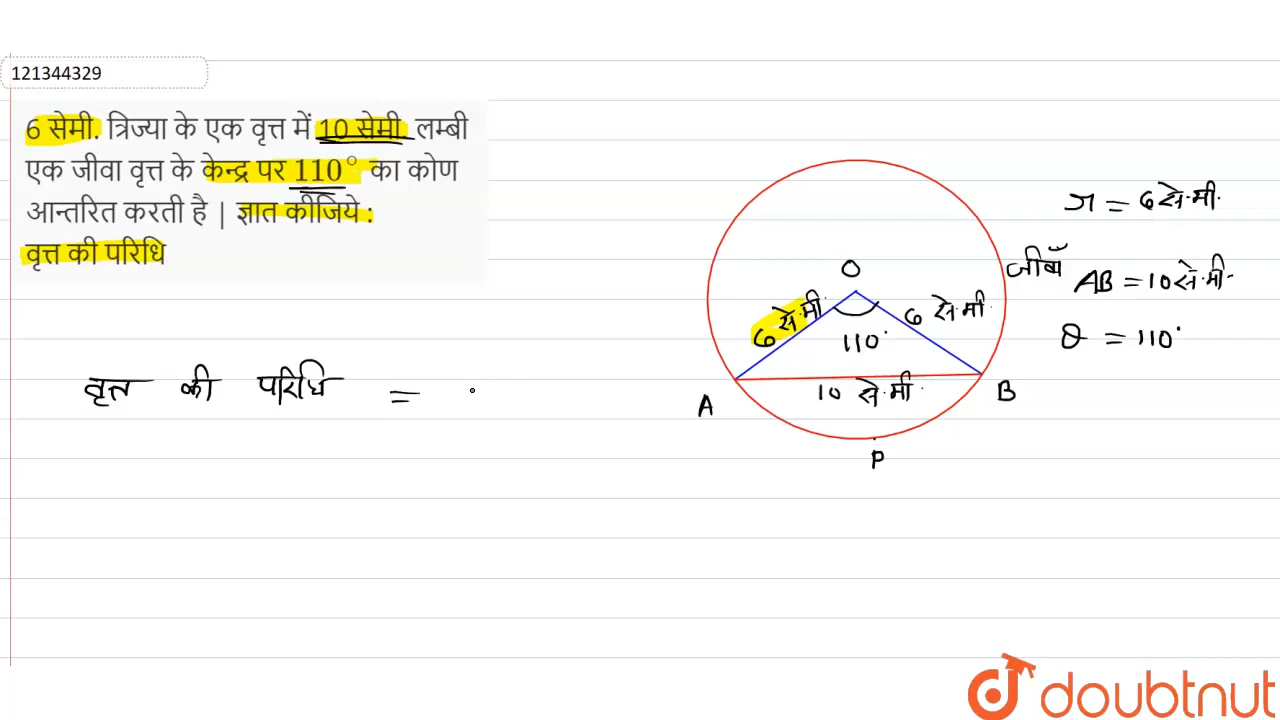 121344329
6 सेमी. त्रिज्या के एक वृत्त में 10 सेमी. लम्बी
एक जीवा वृत्त के केन्द्र पर 110° का कोण
आन्तरित करती है | ज्ञात कीजिये :
वृत्त की परिधि
वृत्त की परिधि =
O
6 से.मी.
6 से.मी.
110°
10 से.मी.
A
B
P
r = 6 से.मी.
जीवा AB = 10 से.मी.
θ = 110°
doubtnut